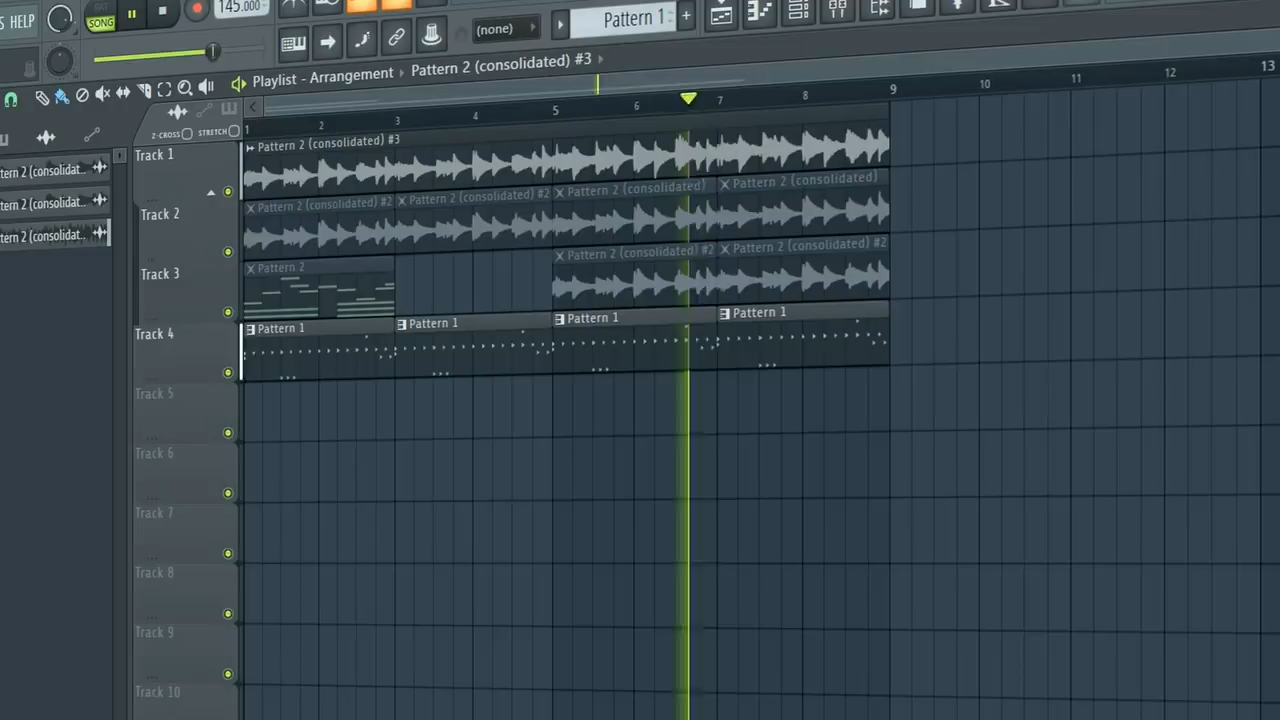 S HELP
SONG
145.000
(none)
Pattern 1
+
Playlist - Arrangement › Pattern 2 (consolidated) #3 ›
Z-CROSS
STRETCH
1 2 3 4 5 6 7 8 9 10 11 12 13
ttern 2 (consolidat..
ttern 2 (consolidat..
ttern 2 (consolidat..
Track 1
Pattern 2 (consolidated) #3
Track 2
Pattern 2 (consolidated) #2
Pattern 2 (consolidated) #2
Pattern 2 (consolidated)
Pattern 2 (consolidated)
Track 3
Pattern 2
Pattern 2 (consolidated) #2
Pattern 2 (consolidated) #2
Track 4
Pattern 1
Pattern 1
Pattern 1
Pattern 1
Track 5
Track 6
Track 7
Track 8
Track 9
Track 10